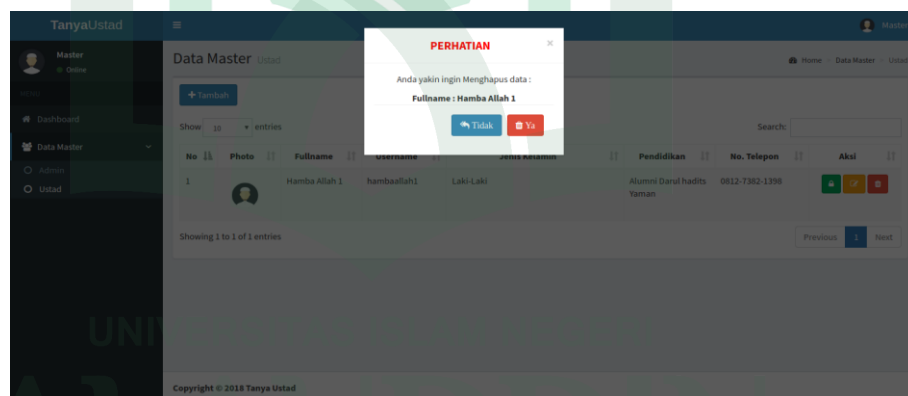 TanyaUstad
Master
Master
Online
MENU
Dashboard
Data Master
Admin
Ustad
Data Master Ustad
Home > Data Master > Ustad
+ Tambah
PERHATIAN
×
Anda yakin ingin Menghapus data :
Fullname : Hamba Allah 1
Tidak
Ya
Show 10 entries
Search:
No Photo Fullname Username Jenis Kelamin Pendidikan No. Telepon Aksi
1 Hamba Allah 1 hambaallah1 Laki-Laki Alumni Darul hadits 0812-7382-1398
Yaman
Showing 1 to 1 of 1 entries
Previous 1 Next
Copyright © 2018 Tanya Ustad